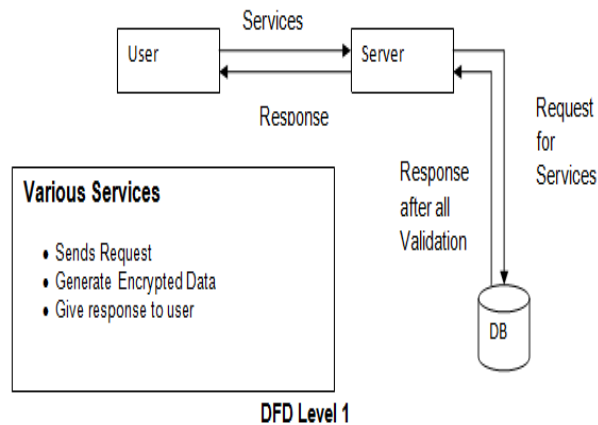 Services
User
Server
Response
Request
for
Services
Response
after all
Validation
Various Services
• Sends Request
• Generate Encrypted Data
• Give response to user
DB
DFD Level 1